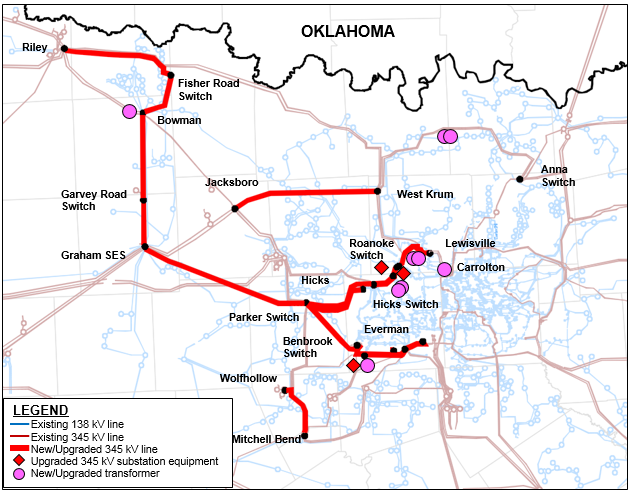 OKLAHOMA
Riley
Fisher Road
Switch
Bowman
Anna
Switch
Jacksboro
Garvey Road
Switch
West Krum
Roanoke
Switch
Lewisville
Graham SES
Carrolton
Hicks
Hicks Switch
Parker Switch
Everman
Benbrook
Switch
Wolfhollow
Mitchell Bend
LEGEND
Existing 138 kV line
Existing 345 kV line
New/Upgraded 345 kV line
Upgraded 345 kV substation equipment
New/Upgraded transformer